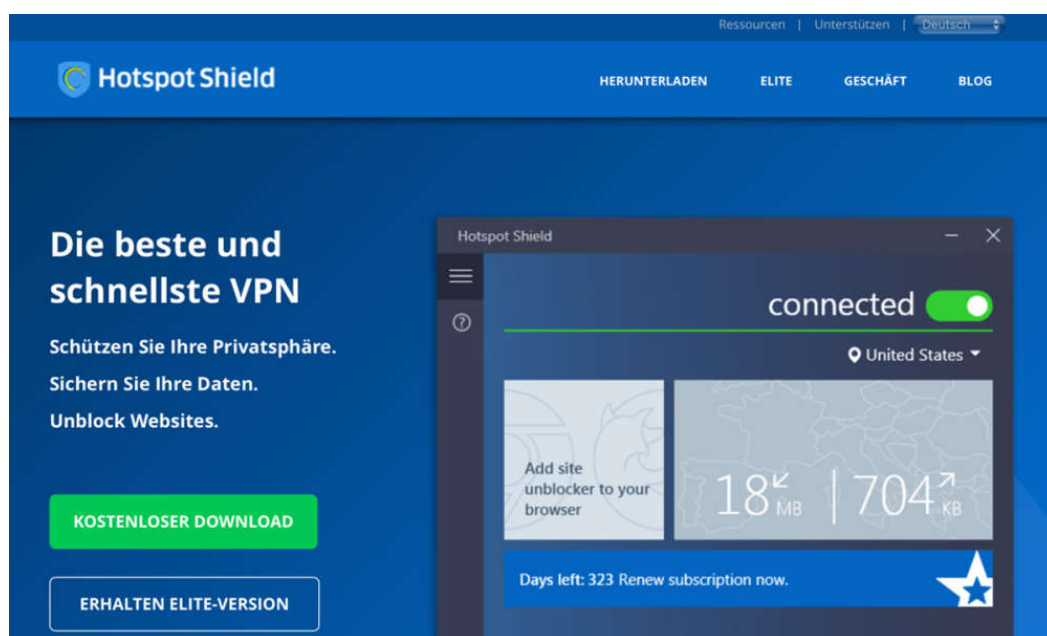 Ressourcen | Unterstützen | Deutsch
Hotspot Shield
HERUNTERLADEN ELITE GESCHÄFT BLOG
Die beste und
schnellste VPN
Schützen Sie Ihre Privatsphäre.
Sichern Sie Ihre Daten.
Unblock Websites.
KOSTENLOSER DOWNLOAD
ERHALTEN ELITE-VERSION
Hotspot Shield
connected
United States
Add site
unblocker to your
browser
18 MB | 704 KB
Days left: 323 Renew subscription now.